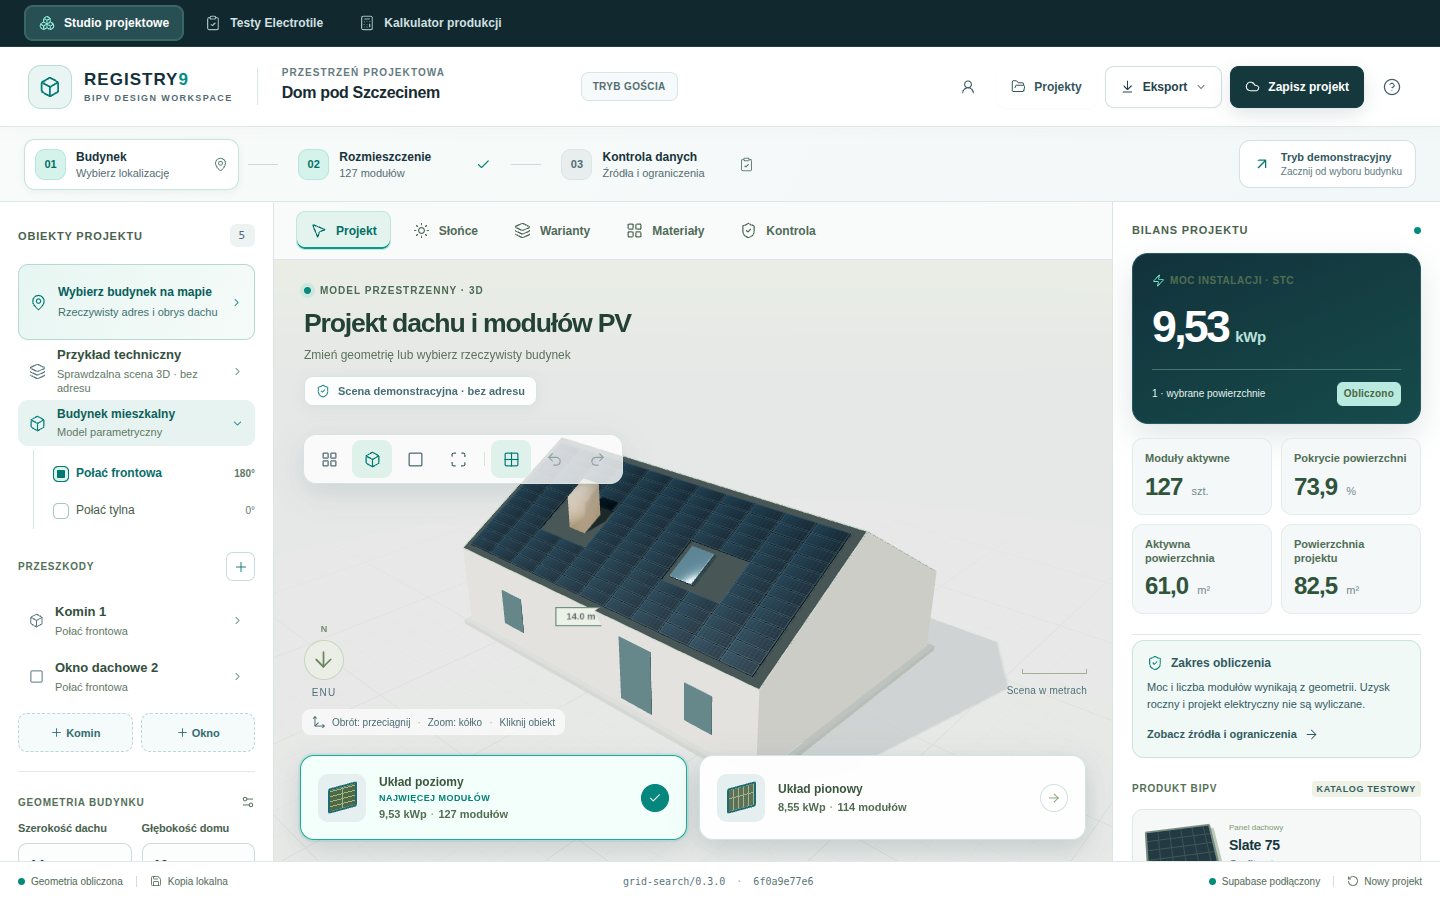 Studio projektowe
Testy Electrotile
Kalkulator produkcji
REGISTRY9
BIPV DESIGN WORKSPACE
PRZESTRZEŃ PROJEKTOWA
Dom pod Szczecinem
TRYB GOŚCIA
Projekty
Eksport
Zapisz projekt
01
Budynek
Wybierz lokalizację
02
Rozmieszczenie
127 modułów
03
Kontrola danych
Źródła i ograniczenia
Tryb demonstracyjny
Zacznij od wyboru budynku
OBIEKTY PROJEKTU
5
Wybierz budynek na mapie
Rzeczywisty adres i obrys dachu
Przykład techniczny
Sprawdzalna scena 3D · bez
adresu
Budynek mieszkalny
Model parametryczny
Połać frontowa
180°
Połać tylna
0°
PRZESZKODY
Komin 1
Połać frontowa
Okno dachowe 2
Połać frontowa
Komin
Okno
GEOMETRIA BUDYNKU
Szerokość dachu
Głębokość domu
Projekt
Słońce
Warianty
Materiały
Kontrola
MODEL PRZESTRZENNY · 3D
Projekt dachu i modułów PV
Zmień geometrię lub wybierz rzeczywisty budynek
Scena demonstracyjna · bez adresu
14.0 m
N
ENU
Scena w metrach
Obrót: przeciągnij · Zoom: kółko · Kliknij obiekt
Układ poziomy
NAJWIĘCEJ MODUŁÓW
9,53 kWp · 127 modułów
Układ pionowy
8,55 kWp · 114 modułów
BILANS PROJEKTU
MOC INSTALACJI · STC
9,53 kWp
1 · wybrane powierzchnie
Obliczono
Moduły aktywne
127 szt.
Pokrycie powierzchni
73,9 %
Aktywna
powierzchnia
61,0 m²
Powierzchnia
projektu
82,5 m²
Zakres obliczenia
Moc i liczba modułów wynikają z geometrii. Uzysk
roczny i projekt elektryczny nie są wyliczane.
Zobacz źródła i ograniczenia
PRODUKT BIPV
KATALOG TESTOWY
Panel dachowy
Slate 75
Geometria obliczona
Kopia lokalna
grid-search/0.3.0 · 6f0a9e77e6
Supabase podłączony
Nowy projekt